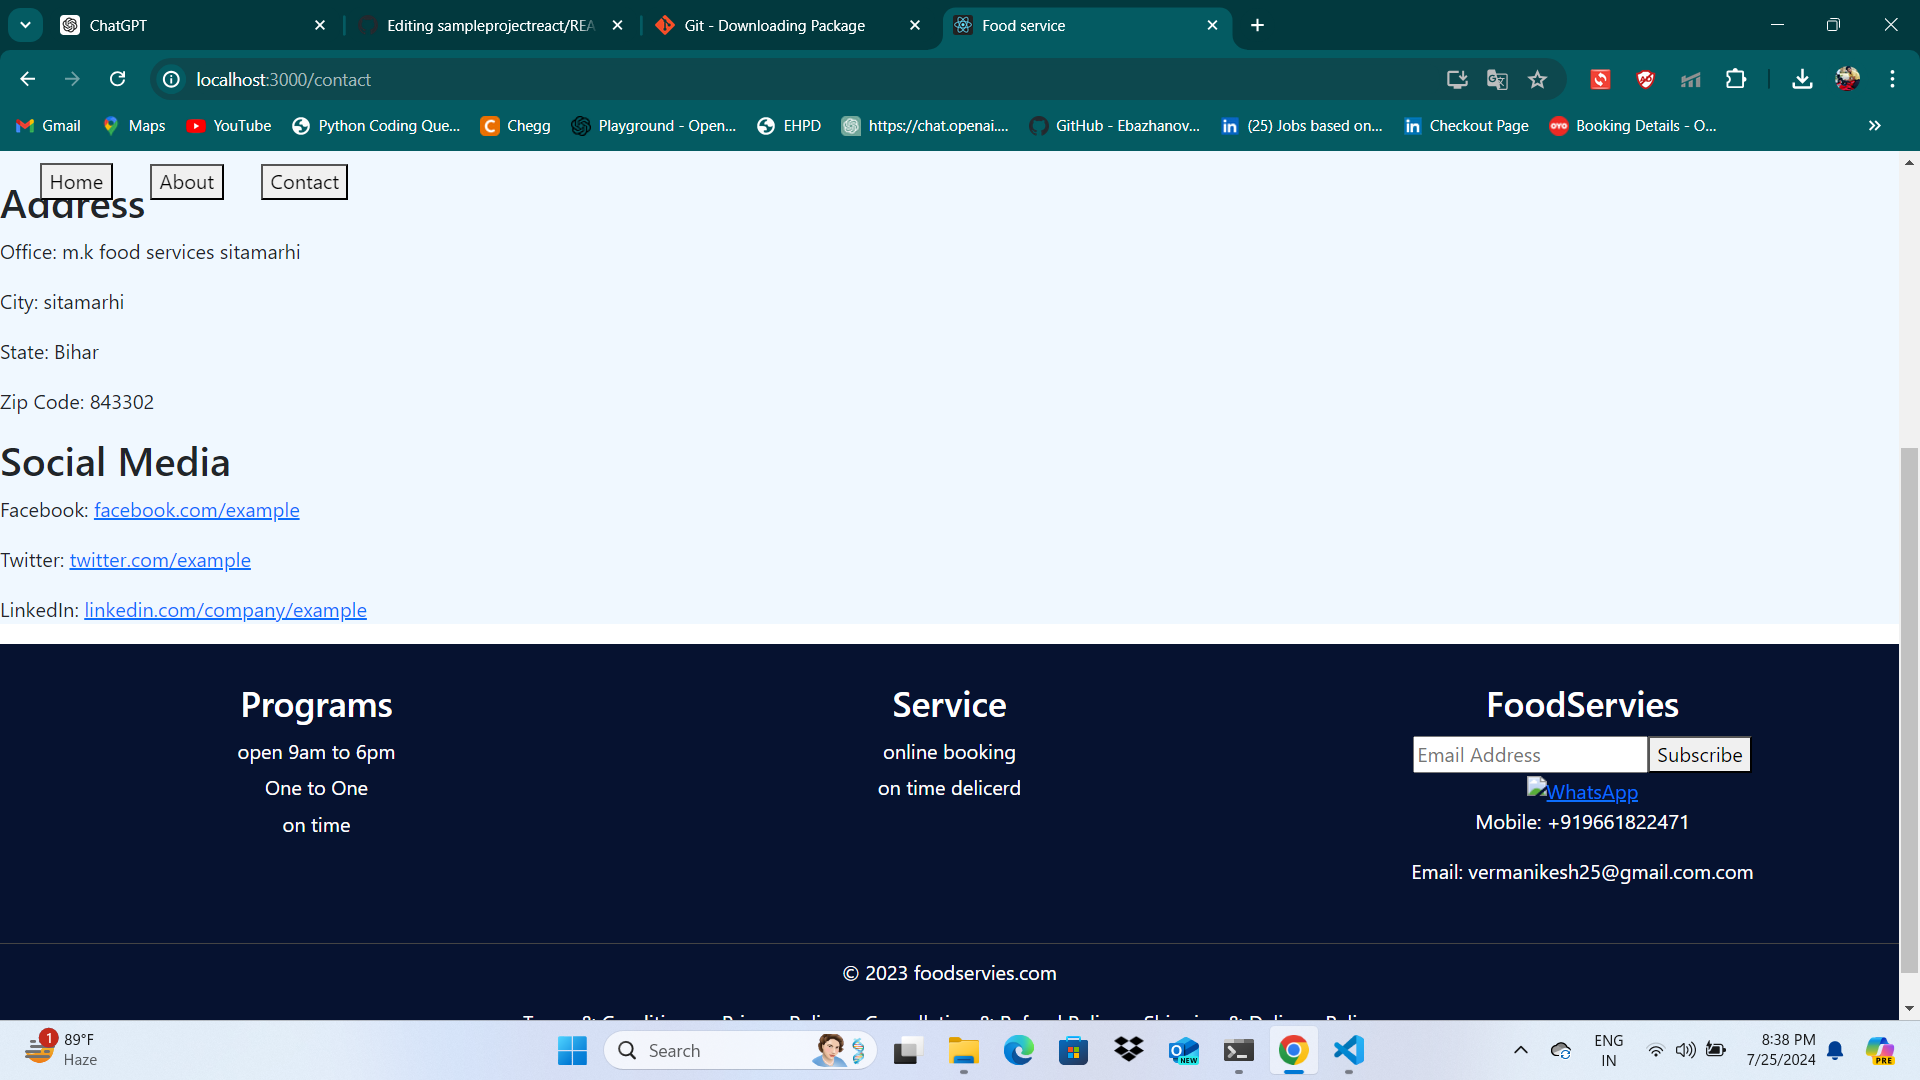 ChatGPT
Editing sampleprojectreact/REA
Git - Downloading Package
Food service
localhost:3000/contact
Gmail
Maps
YouTube
Python Coding Que...
Chegg
Playground - Open...
EHPD
https://chat.openai....
GitHub - Ebazhanov...
(25) Jobs based on...
Checkout Page
OYO
Booking Details - O...
Home
About
Contact
Address
Office: m.k food services sitamarhi
City: sitamarhi
State: Bihar
Zip Code: 843302
Social Media
Facebook: facebook.com/example
Twitter: twitter.com/example
LinkedIn: linkedin.com/company/example
Programs
open 9am to 6pm
One to One
on time
Service
online booking
on time delicerd
FoodServies
Email Address
Subscribe
WhatsApp
Mobile: +919661822471
Email: vermanikesh25@gmail.com.com
© 2023 foodservies.com
1
89°F
Haze
Search
NEW
ENG
IN
8:38 PM
7/25/2024
PRE